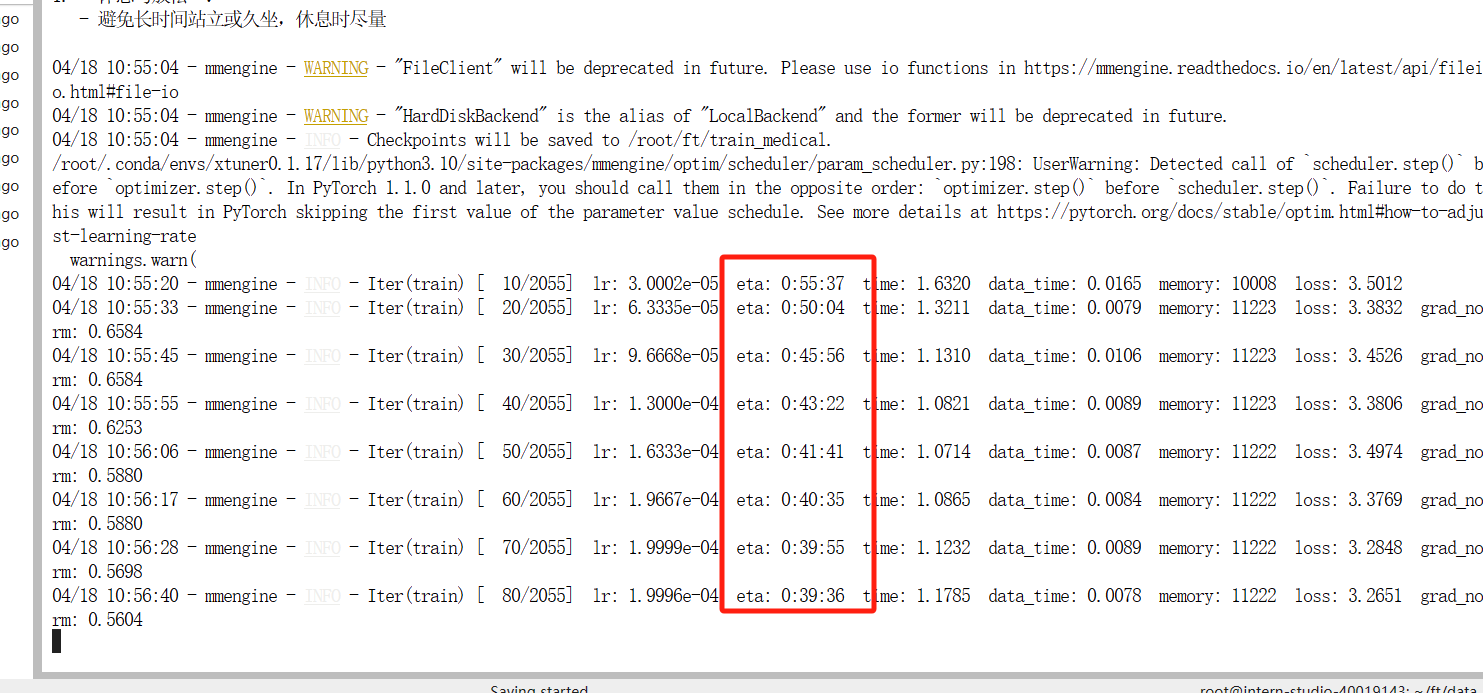 go
go
go
go
go
go
go
go
go
- 避免长时间站立或久坐，休息时尽量
04/18 10:55:04 - mmengine - WARNING - "FileClient" will be deprecated in future. Please use io functions in https://mmengine.readthedocs.io/en/latest/api/filei
o.html#file-io
04/18 10:55:04 - mmengine - WARNING - "HardDiskBackend" is the alias of "LocalBackend" and the former will be deprecated in future.
04/18 10:55:04 - mmengine - INFO - Checkpoints will be saved to /root/ft/train_medical.
/root/.conda/envs/xtuner0.1.17/lib/python3.10/site-packages/mmengine/optim/scheduler/param_scheduler.py:198: UserWarning: Detected call of `scheduler.step()` b
efore `optimizer.step()`. In PyTorch 1.1.0 and later, you should call them in the opposite order: `optimizer.step()` before `scheduler.step()`. Failure to do t
his will result in PyTorch skipping the first value of the parameter value schedule. See more details at https://pytorch.org/docs/stable/optim.html#how-to-adju
st-learning-rate
warnings.warn(
04/18 10:55:20 - mmengine - INFO - Iter(train) [ 10/2055] lr: 3.0002e-05 eta: 0:55:37 time: 1.6320 data_time: 0.0165 memory: 10008 loss: 3.5012
04/18 10:55:33 - mmengine - INFO - Iter(train) [ 20/2055] lr: 6.3335e-05 eta: 0:50:04 time: 1.3211 data_time: 0.0079 memory: 11223 loss: 3.3832 grad_no
rm: 0.6584
04/18 10:55:45 - mmengine - INFO - Iter(train) [ 30/2055] lr: 9.6668e-05 eta: 0:45:56 time: 1.1310 data_time: 0.0106 memory: 11223 loss: 3.4526 grad_no
rm: 0.6584
04/18 10:55:55 - mmengine - INFO - Iter(train) [ 40/2055] lr: 1.3000e-04 eta: 0:43:22 time: 1.0821 data_time: 0.0089 memory: 11223 loss: 3.3806 grad_no
rm: 0.6253
04/18 10:56:06 - mmengine - INFO - Iter(train) [ 50/2055] lr: 1.6333e-04 eta: 0:41:41 time: 1.0714 data_time: 0.0087 memory: 11222 loss: 3.4974 grad_no
rm: 0.5880
04/18 10:56:17 - mmengine - INFO - Iter(train) [ 60/2055] lr: 1.9667e-04 eta: 0:40:35 time: 1.0865 data_time: 0.0084 memory: 11222 loss: 3.3769 grad_no
rm: 0.5880
04/18 10:56:28 - mmengine - INFO - Iter(train) [ 70/2055] lr: 1.9999e-04 eta: 0:39:55 time: 1.1232 data_time: 0.0089 memory: 11222 loss: 3.2848 grad_no
rm: 0.5698
04/18 10:56:40 - mmengine - INFO - Iter(train) [ 80/2055] lr: 1.9996e-04 eta: 0:39:36 time: 1.1785 data_time: 0.0078 memory: 11222 loss: 3.2651 grad_no
rm: 0.5604
Saving started
root@intern-studio-40019143: ~/ft/data